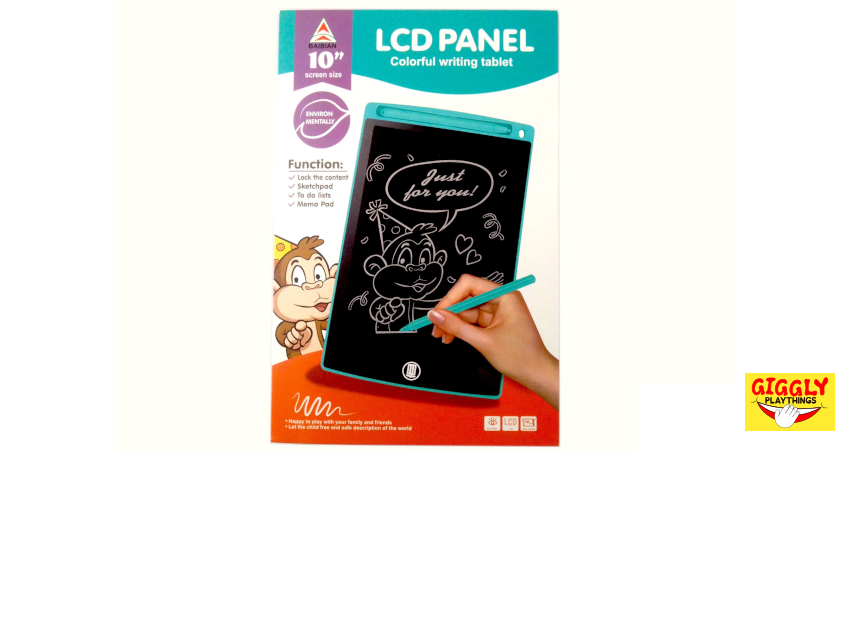 BAIBIAN
10”
screen size
LCD PANEL
Colorful writing tablet
ENVIRON
MENTALLY
Function:
Lock the content
Sketchpad
To do lists
Memo Pad
Just
for you!
• Happy to play with your family and friends
• Let the child free and safe description of the world
LCD
GIGGLY
PLAYTHINGS